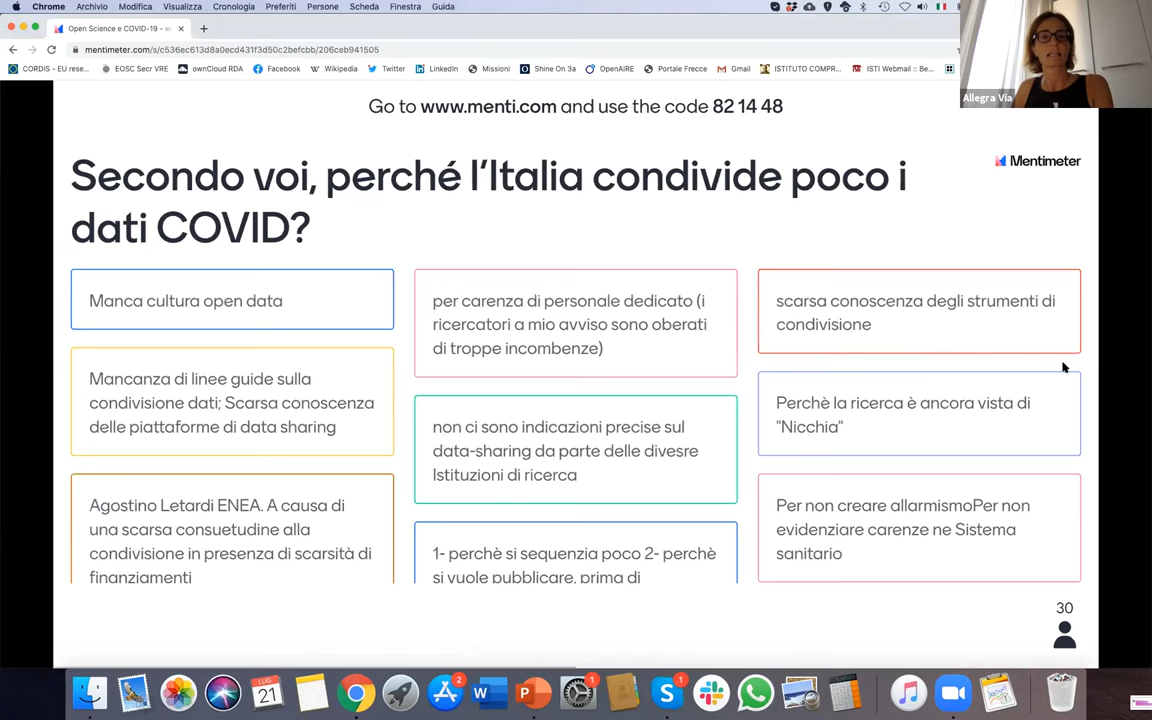 Chrome Archivio Modifica Visualizza Cronologia Preferiti Persone Scheda Finestra Guida
Open Science e COVID-19 - w
mentimeter.com/s/c536ec613d8a0ecd431f3d50c2befcbb/206ceb941505
CORDIS - EU rese... EOSC Secr VRE ownCloud RDA Facebook Wikipedia Twitter LinkedIn Missioni Shine On 3a OpenAIRE Portale Frecce Gmail ISTITUTO COMPR... ISTI Webmail :: Be...
Allegra Via
Go to www.menti.com and use the code 82 14 48
Secondo voi, perché l'Italia condivide poco i
dati COVID?
Mentimeter
Manca cultura open data
Mancanza di linee guide sulla
condivisione dati; Scarsa conoscenza
delle piattaforme di data sharing
Agostino Letardi ENEA. A causa di
una scarsa consuetudine alla
condivisione in presenza di scarsità di
finanziamenti
per carenza di personale dedicato (i
ricercatori a mio avviso sono oberati
di troppe incombenze)
non ci sono indicazioni precise sul
data-sharing da parte delle divesre
Istituzioni di ricerca
1- perchè si sequenzia poco 2- perchè
si vuole pubblicare, prima di
scarsa conoscenza degli strumenti di
condivisione
Perchè la ricerca è ancora vista di
"Nicchia"
Per non creare allarmismoPer non
evidenziare carenze ne Sistema
sanitario
30
LUG
21
2
1
1